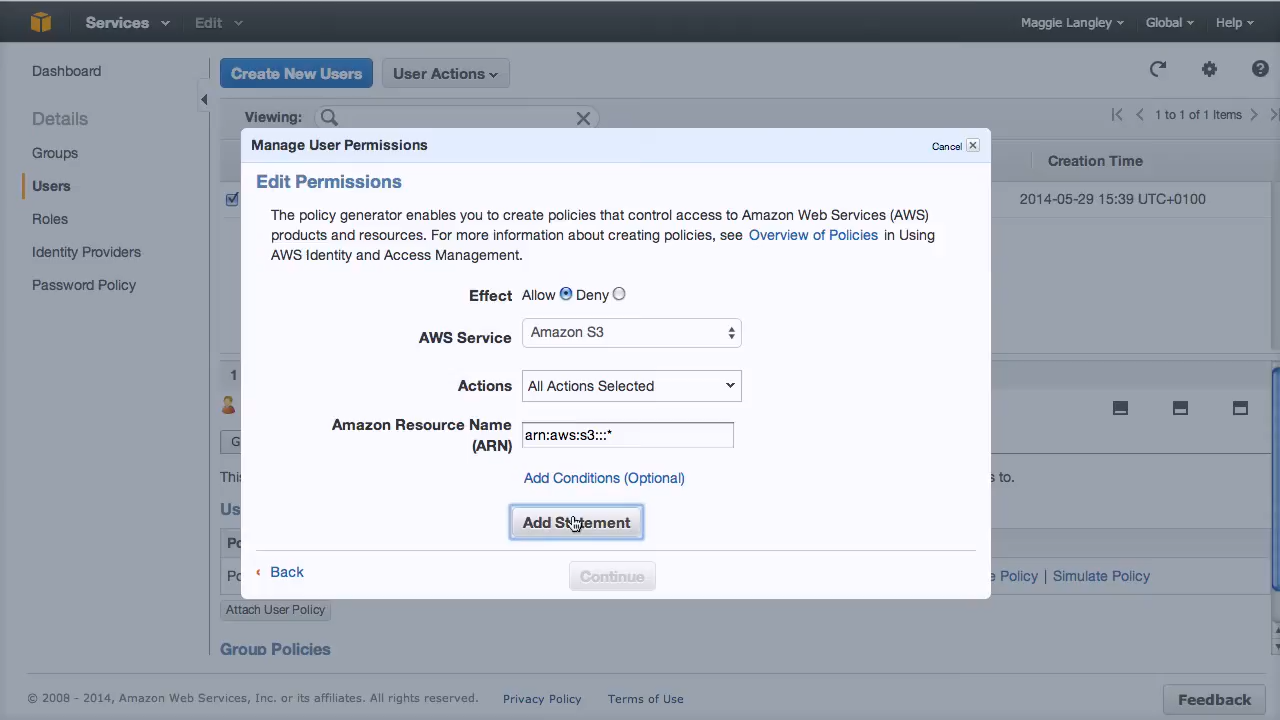 Services Edit Maggie Langley Global Help
Dashboard
Create New Users User Actions
Viewing: 1 to 1 of 1 Items
Details
Groups
Users
Roles
Identity Providers
Password Policy
Creation Time
2014-05-29 15:39 UTC+0100
Manage User Permissions Cancel
Edit Permissions
The policy generator enables you to create policies that control access to Amazon Web Services (AWS)
products and resources. For more information about creating policies, see Overview of Policies in Using
AWS Identity and Access Management.
Effect Allow Deny
AWS Service Amazon S3
Actions All Actions Selected
Amazon Resource Name
(ARN) arn:aws:s3:::*
Add Conditions (Optional)
Add Statement
Back Continue
1
to.
Policy | Simulate Policy
Attach User Policy
Group Policies
© 2008 - 2014, Amazon Web Services, Inc. or its affiliates. All rights reserved. Privacy Policy Terms of Use Feedback